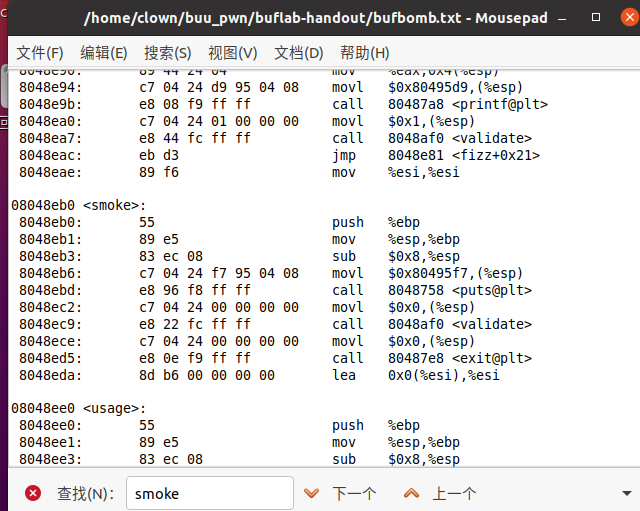 /home/clown/buu_pwn/buflab-handout/bufbomb.txt - Mousepad
文件(F) 编辑(E) 搜索(S) 视图(V) 文档(D) 帮助(H)
8048e90: 89 44 24 04 mov %eax,0x4(%esp)
8048e94: c7 04 24 d9 95 04 08 movl $0x80495d9,(%esp)
8048e9b: e8 08 f9 ff ff call 80487a8 <printf@plt>
8048ea0: c7 04 24 01 00 00 00 movl $0x1,(%esp)
8048ea7: e8 44 fc ff ff call 8048af0 <validate>
8048eac: eb d3 jmp 8048e81 <fizz+0x21>
8048eae: 89 f6 mov %esi,%esi
08048eb0 <smoke>:
8048eb0: 55 push %ebp
8048eb1: 89 e5 mov %esp,%ebp
8048eb3: 83 ec 08 sub $0x8,%esp
8048eb6: c7 04 24 f7 95 04 08 movl $0x80495f7,(%esp)
8048ebd: e8 96 f8 ff ff call 8048758 <puts@plt>
8048ec2: c7 04 24 00 00 00 00 movl $0x0,(%esp)
8048ec9: e8 22 fc ff ff call 8048af0 <validate>
8048ece: c7 04 24 00 00 00 00 movl $0x0,(%esp)
8048ed5: e8 0e f9 ff ff call 80487e8 <exit@plt>
8048eda: 8d b6 00 00 00 00 lea 0x0(%esi),%esi
08048ee0 <usage>:
8048ee0: 55 push %ebp
8048ee1: 89 e5 mov %esp,%ebp
8048ee3: 83 ec 08 sub $0x8,%esp
查找(N): smoke 下一个 上一个